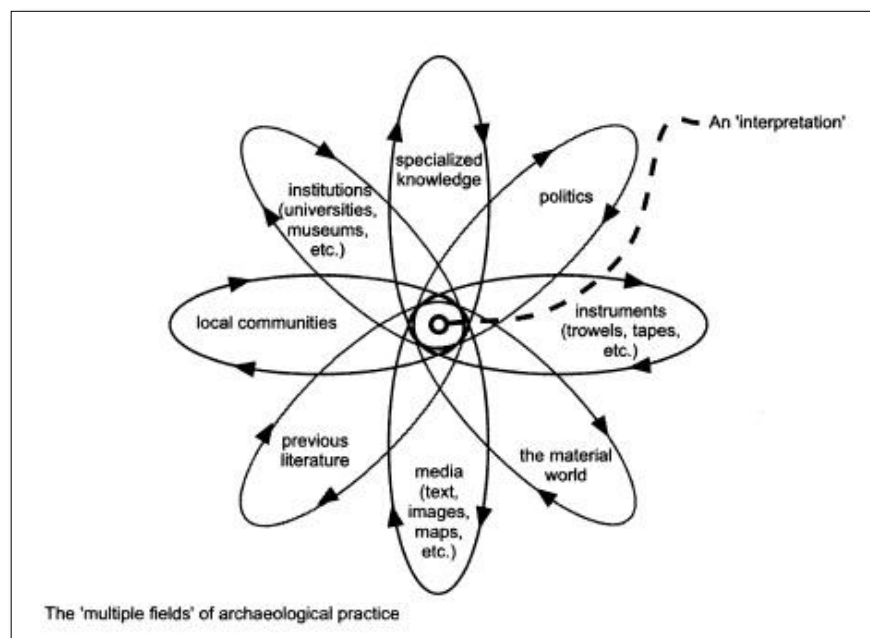 An 'interpretation'
specialized
knowledge
politics
institutions
(universities,
museums,
etc.)
local communities
instruments
(trowels, tapes,
etc.)
previous
literature
media
(text,
images,
maps,
etc.)
the material
world
The 'multiple fields' of archaeological practice